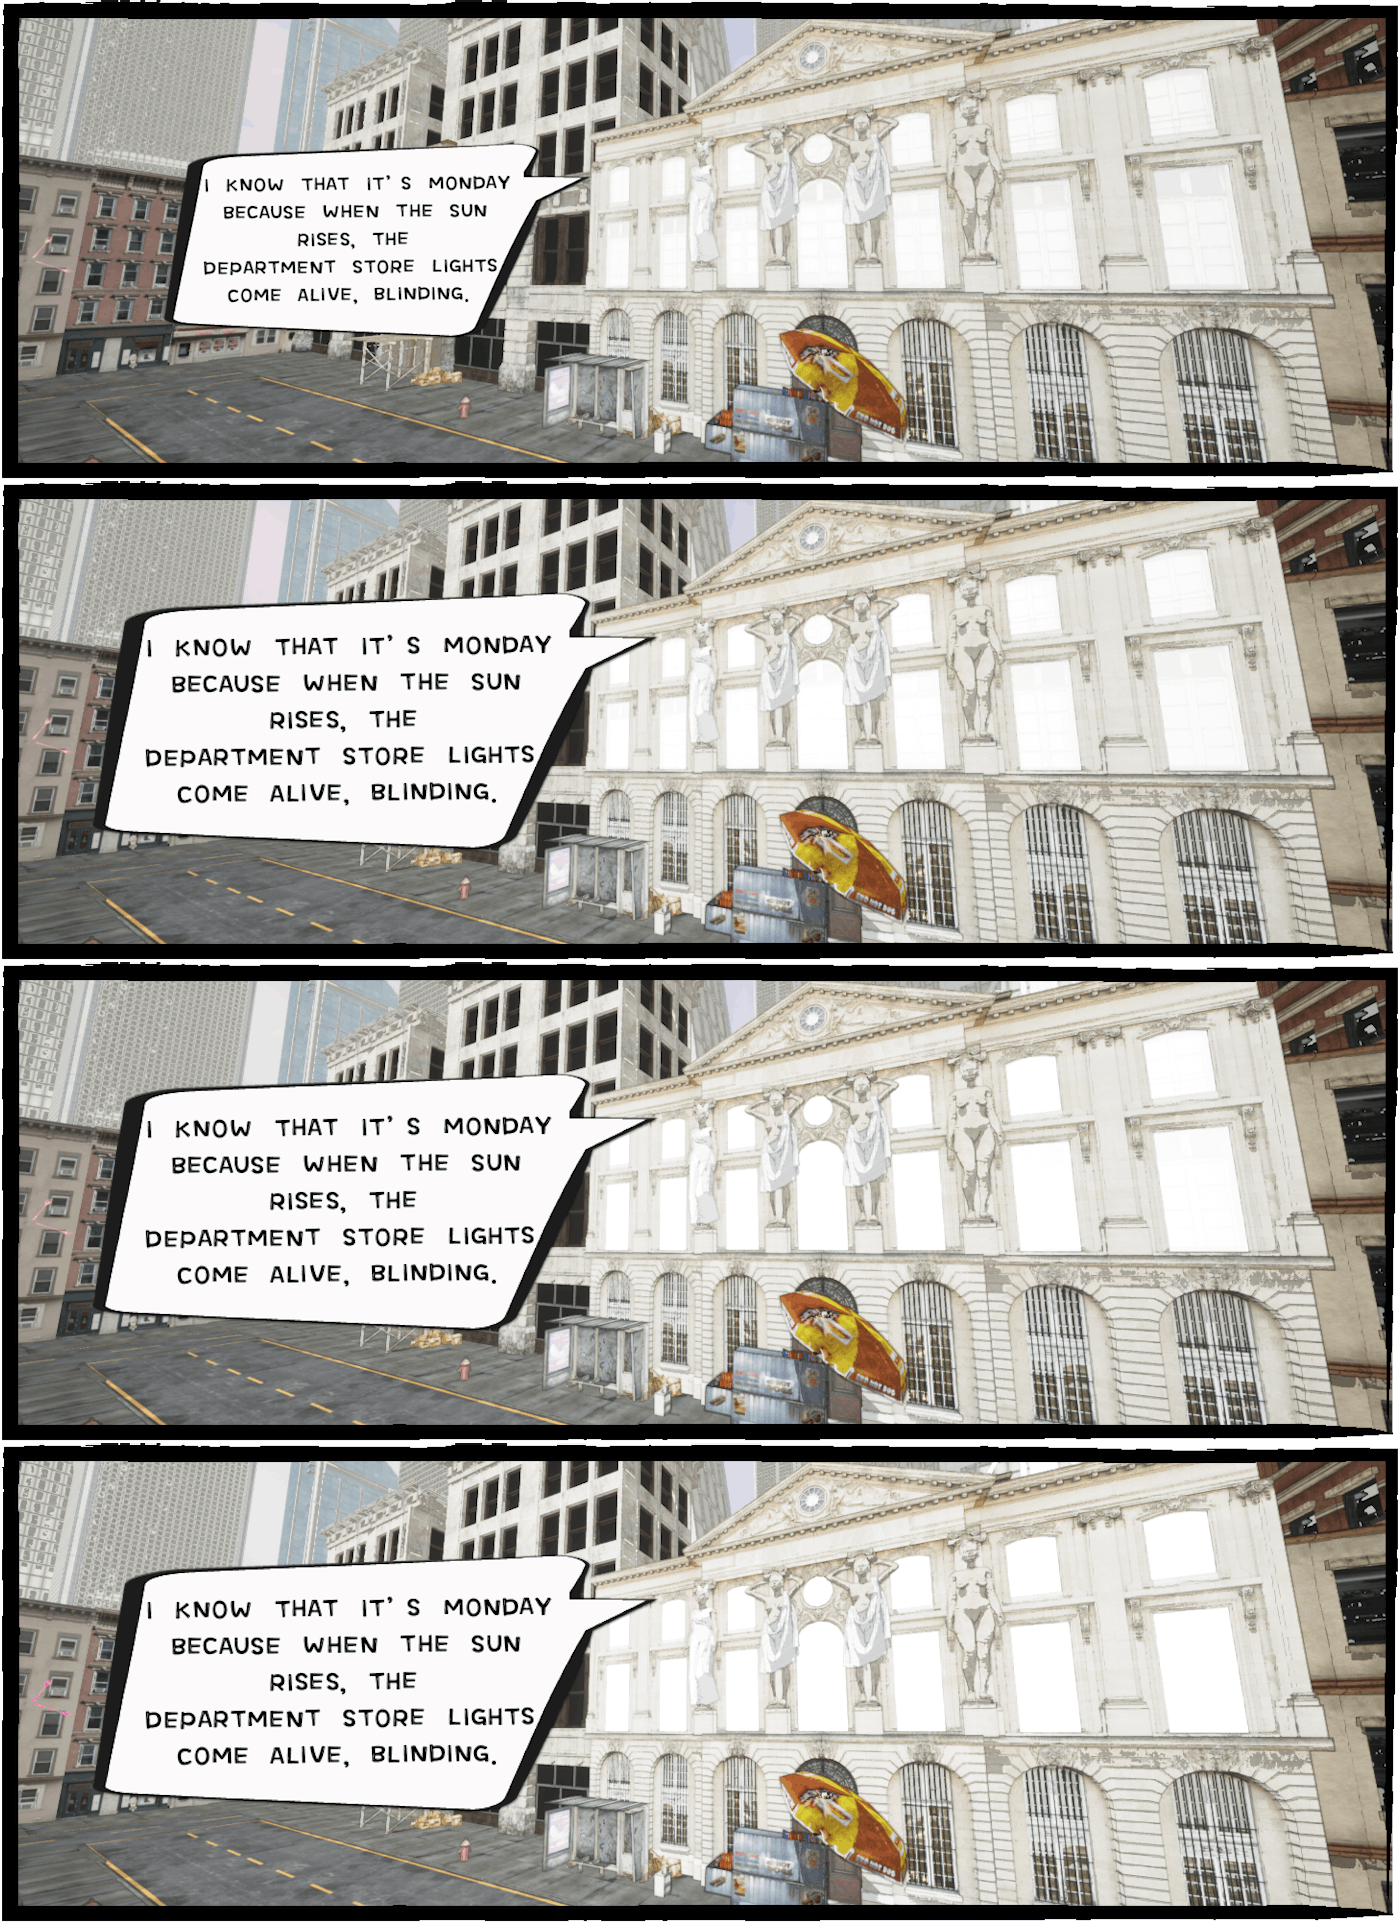 I KNOW THAT IT'S MONDAY
BECAUSE WHEN THE SUN
RISES, THE
DEPARTMENT STORE LIGHTS
COME ALIVE, BLINDING.
I KNOW THAT IT'S MONDAY
BECAUSE WHEN THE SUN
RISES, THE
DEPARTMENT STORE LIGHTS
COME ALIVE, BLINDING.
I KNOW THAT IT'S MONDAY
BECAUSE WHEN THE SUN
RISES, THE
DEPARTMENT STORE LIGHTS
COME ALIVE, BLINDING.
I KNOW THAT IT'S MONDAY
BECAUSE WHEN THE SUN
RISES, THE
DEPARTMENT STORE LIGHTS
COME ALIVE, BLINDING.